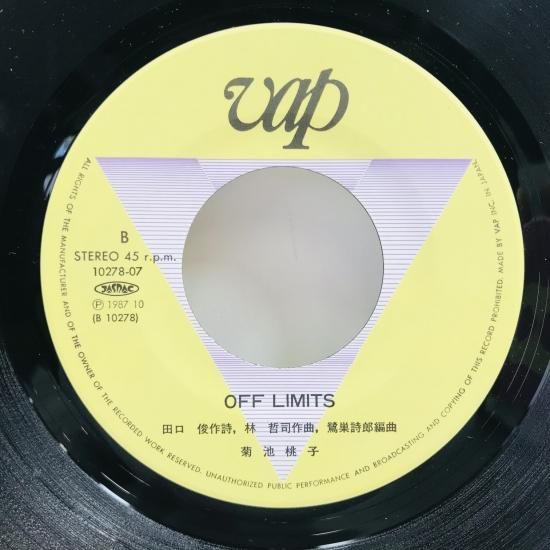 vap
B
STEREO 45 r.p.m.
10278-07
JASRAC
Ⓟ 1987 10
(B 10278)
OFF LIMITS
田口 俊作詩, 林 哲司作曲, 鷺巣詩郎編曲
菊池桃子
ALL RIGHTS OF THE MANUFACTURER AND OF THE OWNER OF THE RECORDED WORK RESERVED. UNAUTHORIZED PUBLIC PERFORMANCE AND BROADCASTING AND COPYING OF THIS RECORD PROHIBITED. MADE BY VAP INC. IN JAPAN.